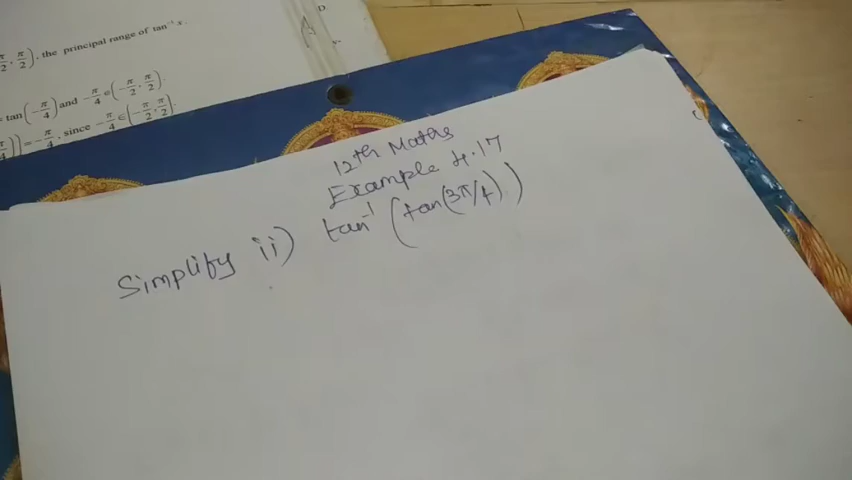 π/2, π/2), the principal range of tan⁻¹ x.
= tan(-π/4) and -π/4 ∈ (-π/2, π/2).
)] = -π/4, since -π/4 ∈ (-π/2, π/2).
D
12th Maths
Example 4.17
Simplify ii) tan⁻¹ (tan(3π/4))